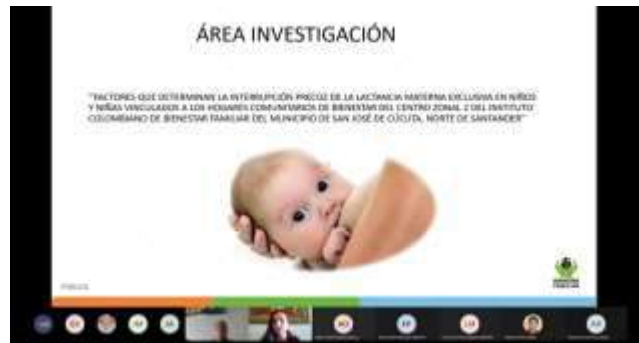 ÁREA INVESTIGACIÓN
"FACTORES QUE DETERMINAN LA INTERRUPCIÓN PRECOZ DE LA LACTANCIA MATERNA EXCLUSIVA EN NIÑOS
Y NIÑAS VINCULADOS A LOS HOGARES COMUNITARIOS DE BIENESTAR DEL CENTRO ZONAL 2 DEL INSTITUTO
COLOMBIANO DE BIENESTAR FAMILIAR DEL MUNICIPIO DE SAN JOSÉ DE CÚCUTA, NORTE DE SANTANDER"
BIENESTAR
FAMILIAR